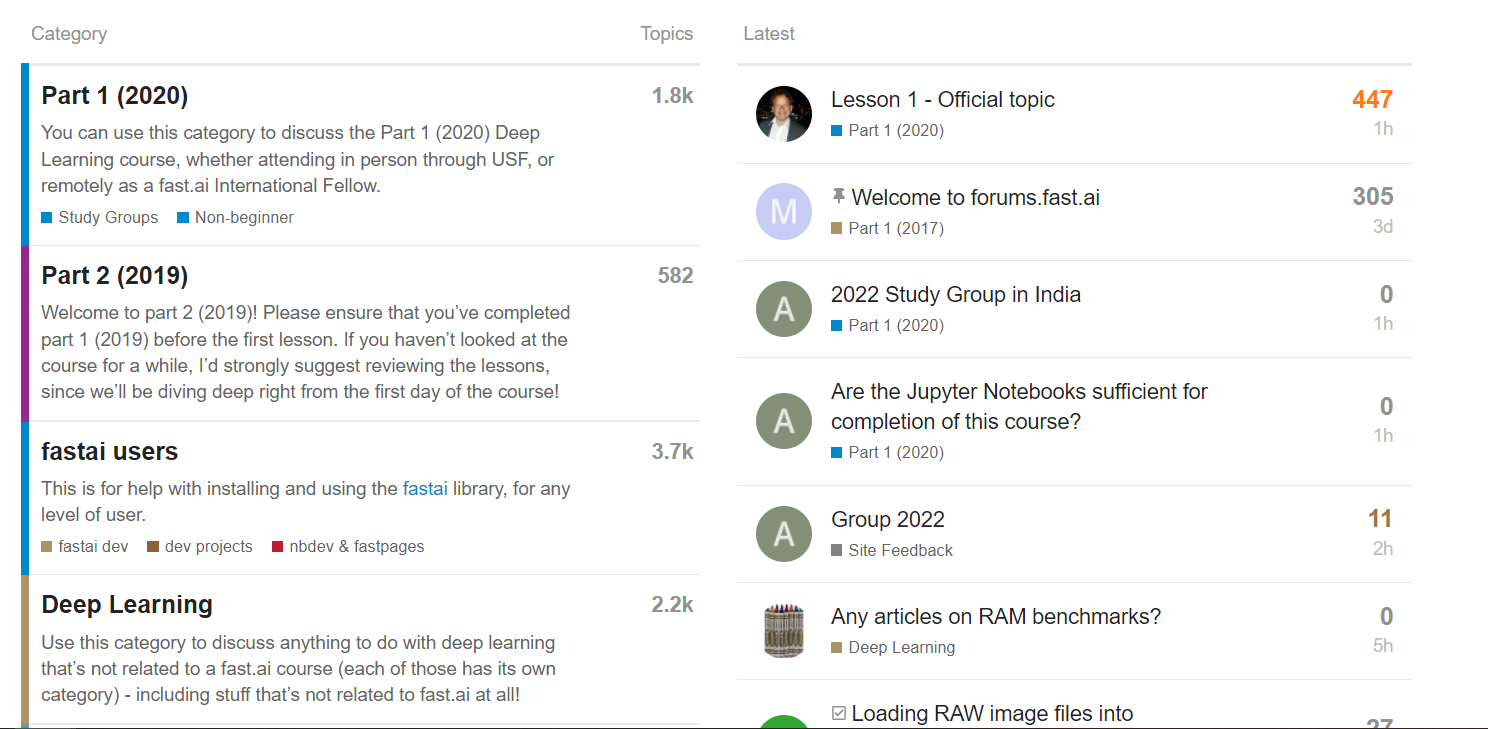 Category Topics
Part 1 (2020) 1.8k
You can use this category to discuss the Part 1 (2020) Deep
Learning course, whether attending in person through USF, or
remotely as a fast.ai International Fellow.
Study Groups Non-beginner
Part 2 (2019) 582
Welcome to part 2 (2019)! Please ensure that you’ve completed
part 1 (2019) before the first lesson. If you haven’t looked at the
course for a while, I’d strongly suggest reviewing the lessons,
since we’ll be diving deep right from the first day of the course!
fastai users 3.7k
This is for help with installing and using the fastai library, for any
level of user.
fastai dev dev projects nbdev & fastpages
Deep Learning 2.2k
Use this category to discuss anything to do with deep learning
that’s not related to a fast.ai course (each of those has its own
category) - including stuff that’s not related to fast.ai at all!
Latest
Lesson 1 - Official topic 447
Part 1 (2020) 1h
M
Welcome to forums.fast.ai 305
Part 1 (2017) 3d
A
2022 Study Group in India 0
Part 1 (2020) 1h
A
Are the Jupyter Notebooks sufficient for
completion of this course? 0
Part 1 (2020) 1h
A
Group 2022 11
Site Feedback 2h
Any articles on RAM benchmarks? 0
Deep Learning 5h
Loading RAW image files into 27